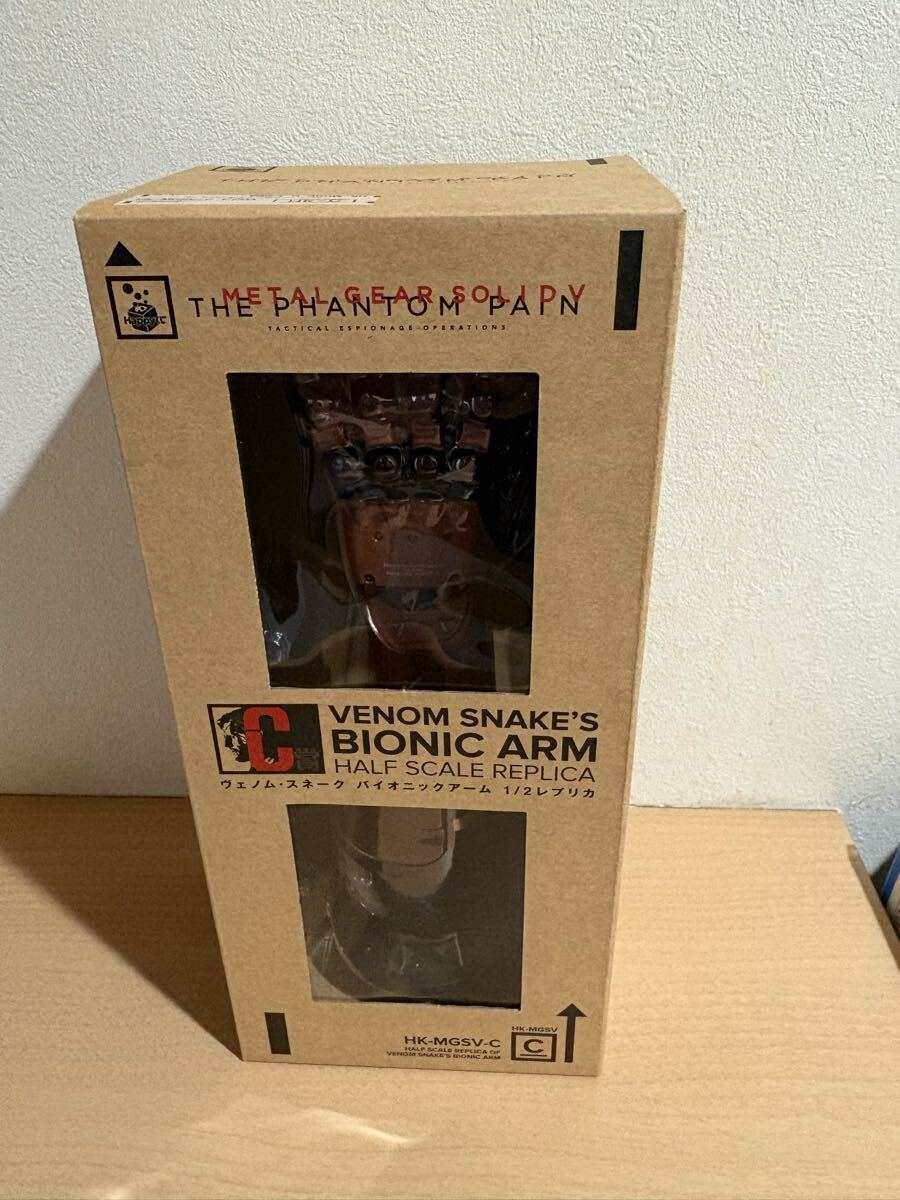 METAL GEAR SOLID V
THE PHANTOM PAIN
TACTICAL ESPIONAGE OPERATIONS
C賞
VENOM SNAKE'S
BIONIC ARM
HALF SCALE REPLICA
ヴェノム・スネーク バイオニックアーム 1/2レプリカ
HK-MGSV
HK-MGSV-C
C
HALF SCALE REPLICA OF
VENOM SNAKE'S BIONIC ARM